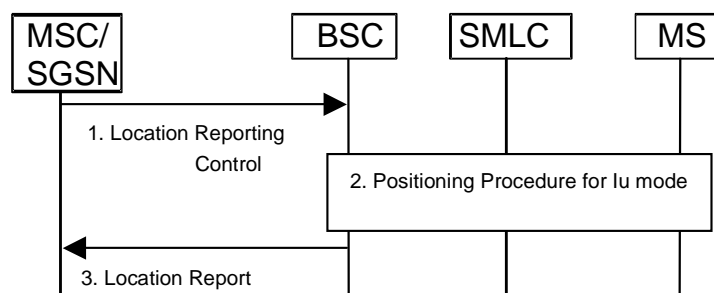 MSC/
SGSN
BSC
SMLC
MS
1. Location Reporting
Control
2. Positioning Procedure for Iu mode
3. Location Report